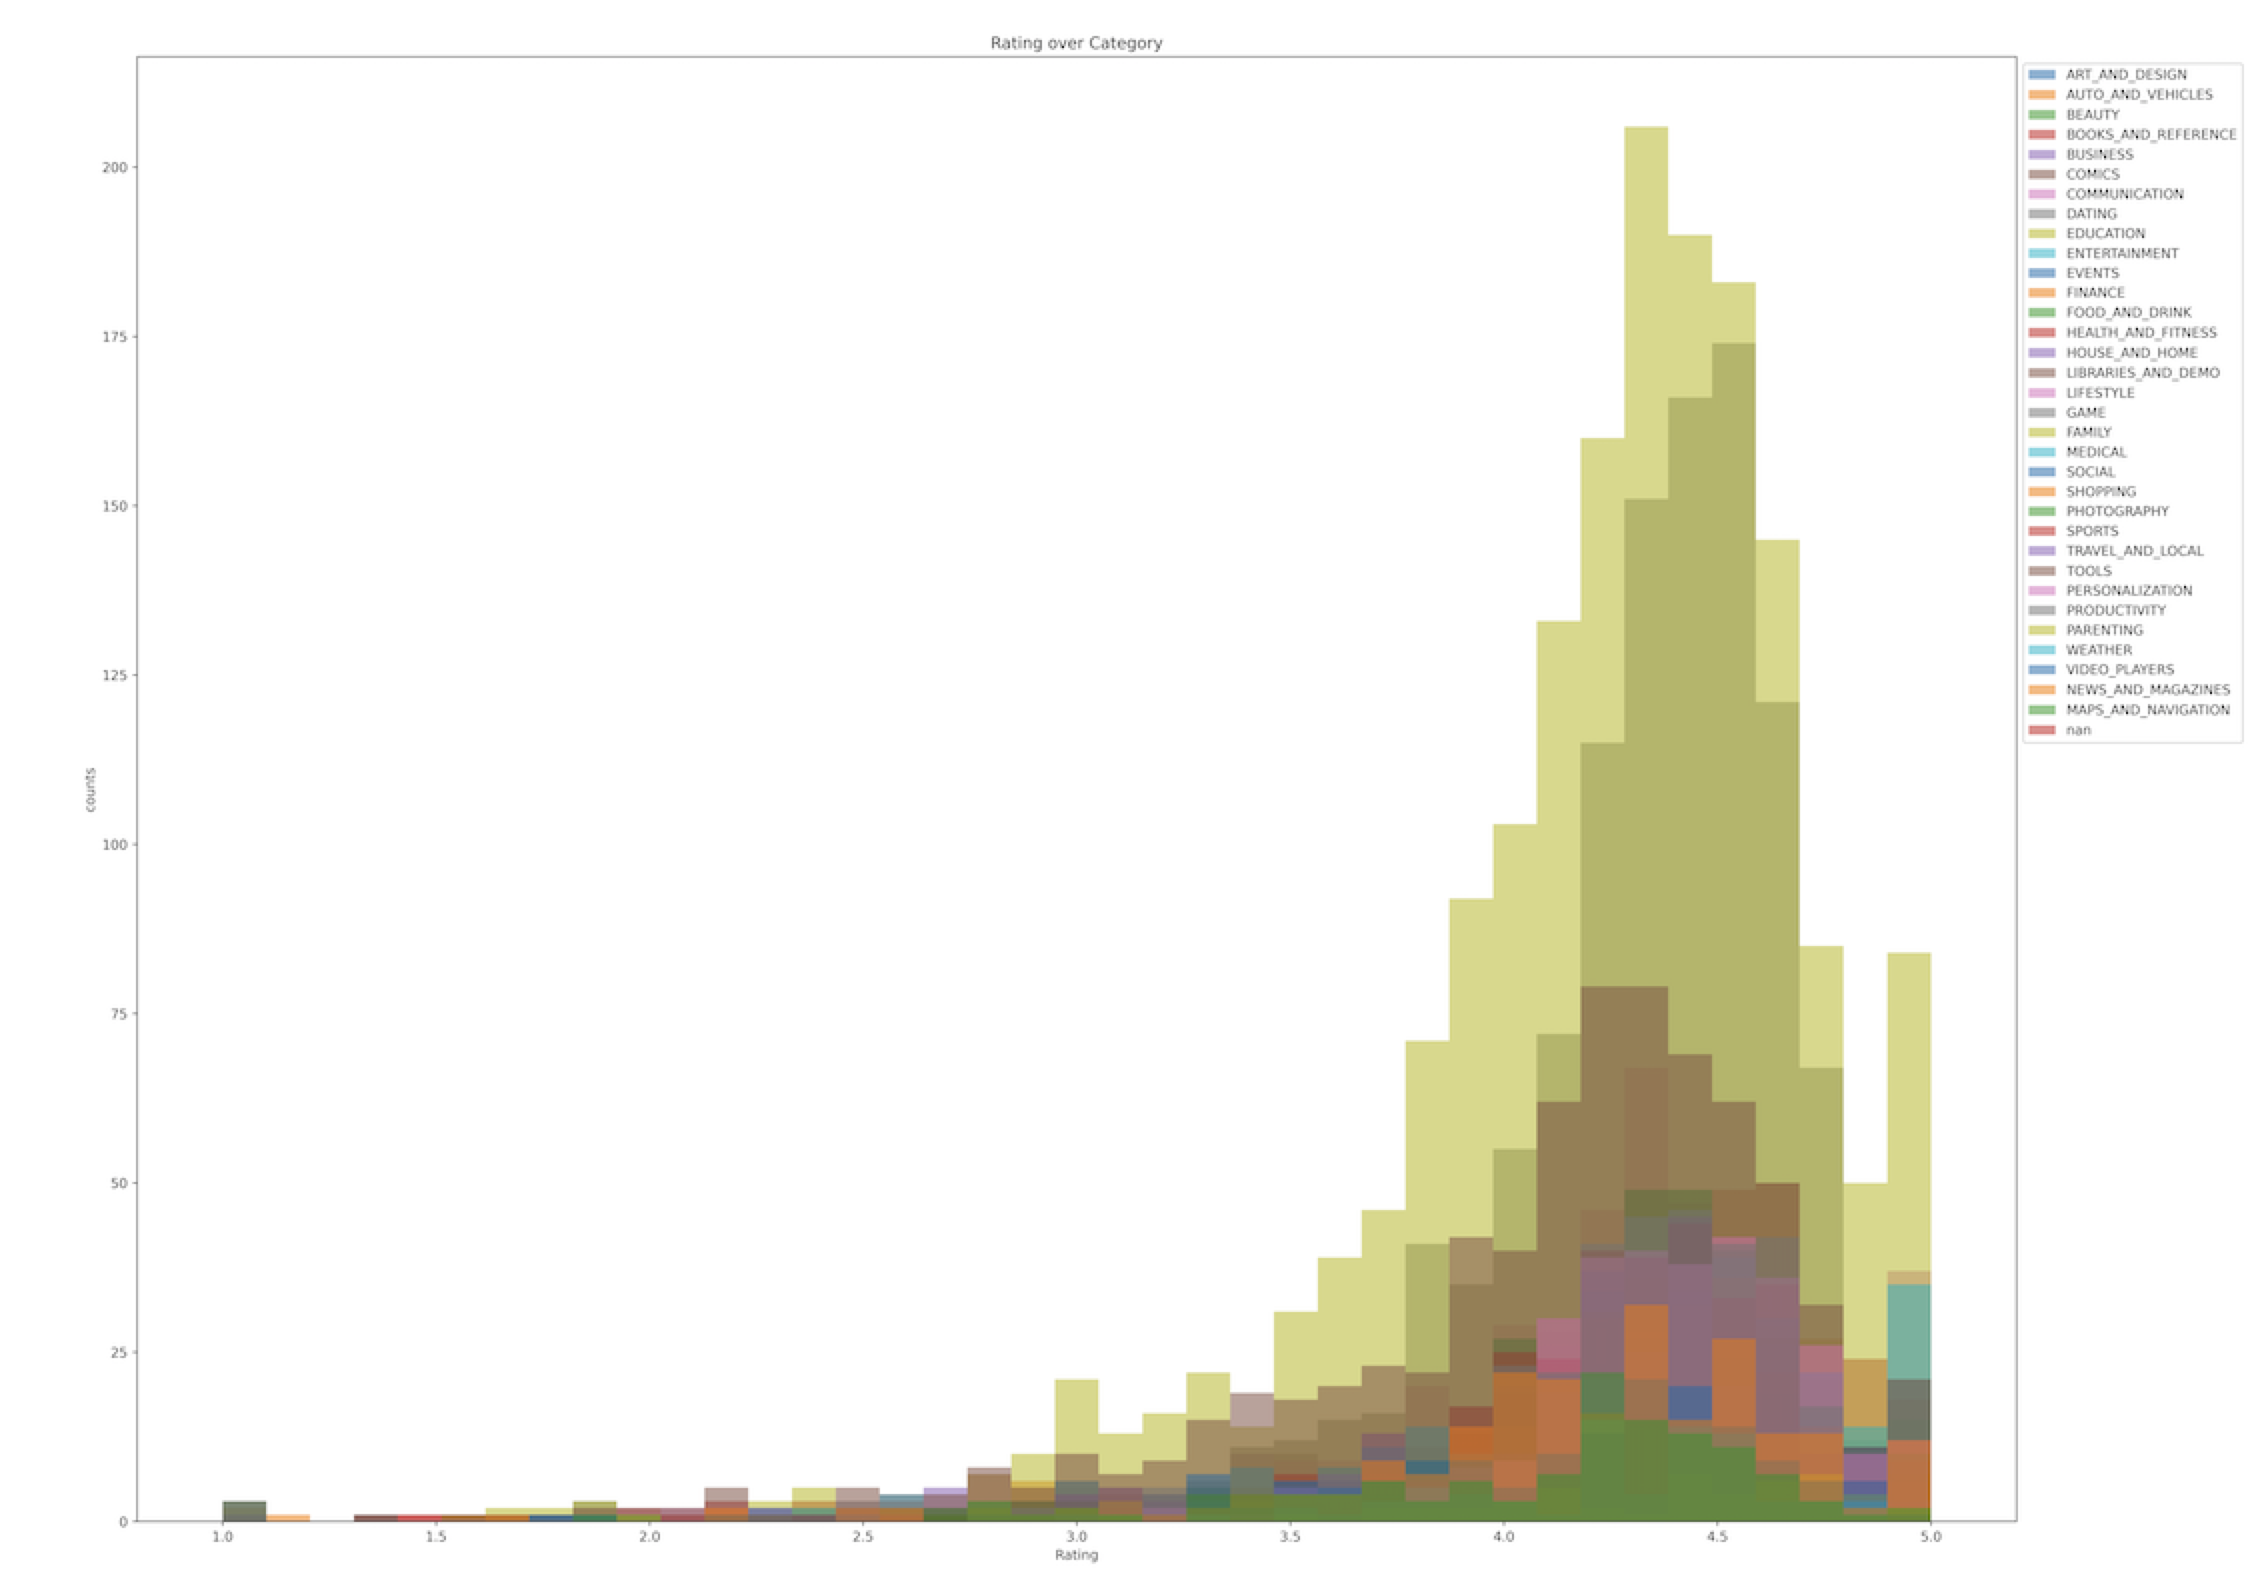 Rating over Category
200
175
150
125
100
75
50
25
0
counts
1.0 1.5 2.0 2.5 3.0 3.5 4.0 4.5 5.0
Rating
ART_AND_DESIGN
AUTO_AND_VEHICLES
BEAUTY
BOOKS_AND_REFERENCE
BUSINESS
COMICS
COMMUNICATION
DATING
EDUCATION
ENTERTAINMENT
EVENTS
FINANCE
FOOD_AND_DRINK
HEALTH_AND_FITNESS
HOUSE_AND_HOME
LIBRARIES_AND_DEMO
LIFESTYLE
GAME
FAMILY
MEDICAL
SOCIAL
SHOPPING
PHOTOGRAPHY
SPORTS
TRAVEL_AND_LOCAL
TOOLS
PERSONALIZATION
PRODUCTIVITY
PARENTING
WEATHER
VIDEO_PLAYERS
NEWS_AND_MAGAZINES
MAPS_AND_NAVIGATION
nan